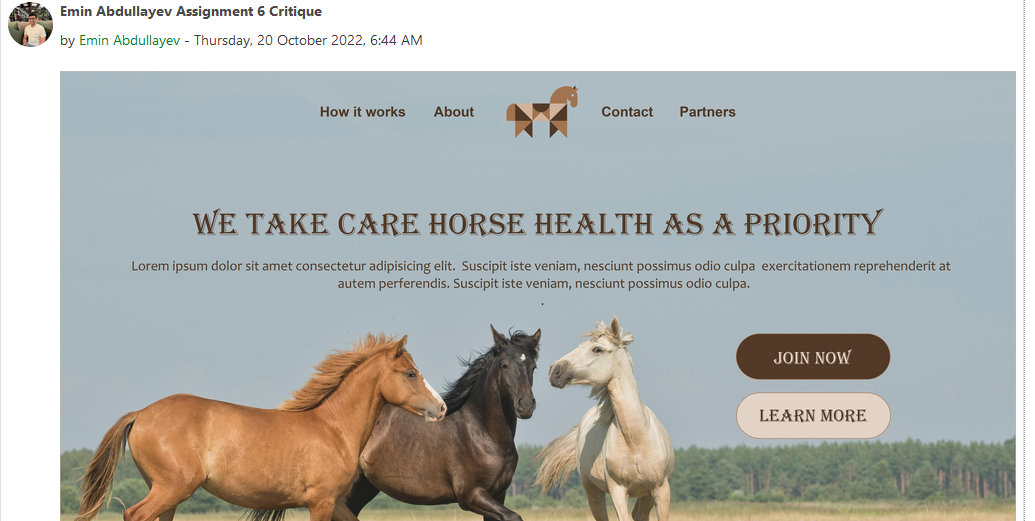 Emin Abdullayev Assignment 6 Critique
by Emin Abdullayev - Thursday, 20 October 2022, 6:44 AM
How it works About Contact Partners
WE TAKE CARE HORSE HEALTH AS A PRIORITY
Lorem ipsum dolor sit amet consectetur adipisicing elit. Suscipit iste veniam, nesciunt possimus odio culpa exercitationem reprehenderit at
autem perferendis. Suscipit iste veniam, nesciunt possimus odio culpa.
.
JOIN NOW
LEARN MORE